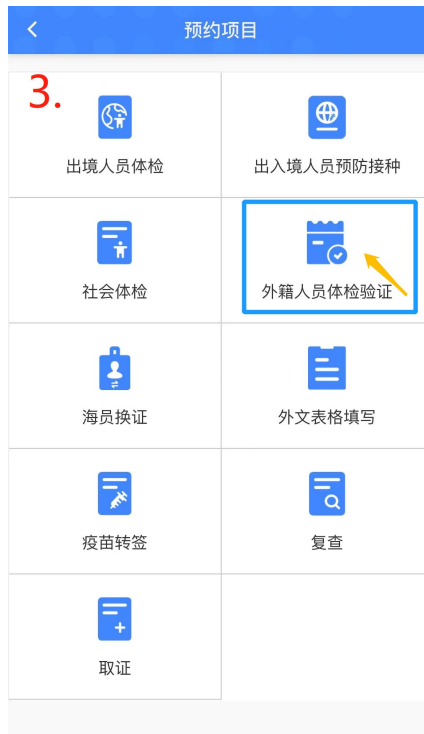 预约项目
3.
出境人员体检
出入境人员预防接种
社会体检
外籍人员体检验证
海员换证
外文表格填写
疫苗转签
复查
取证